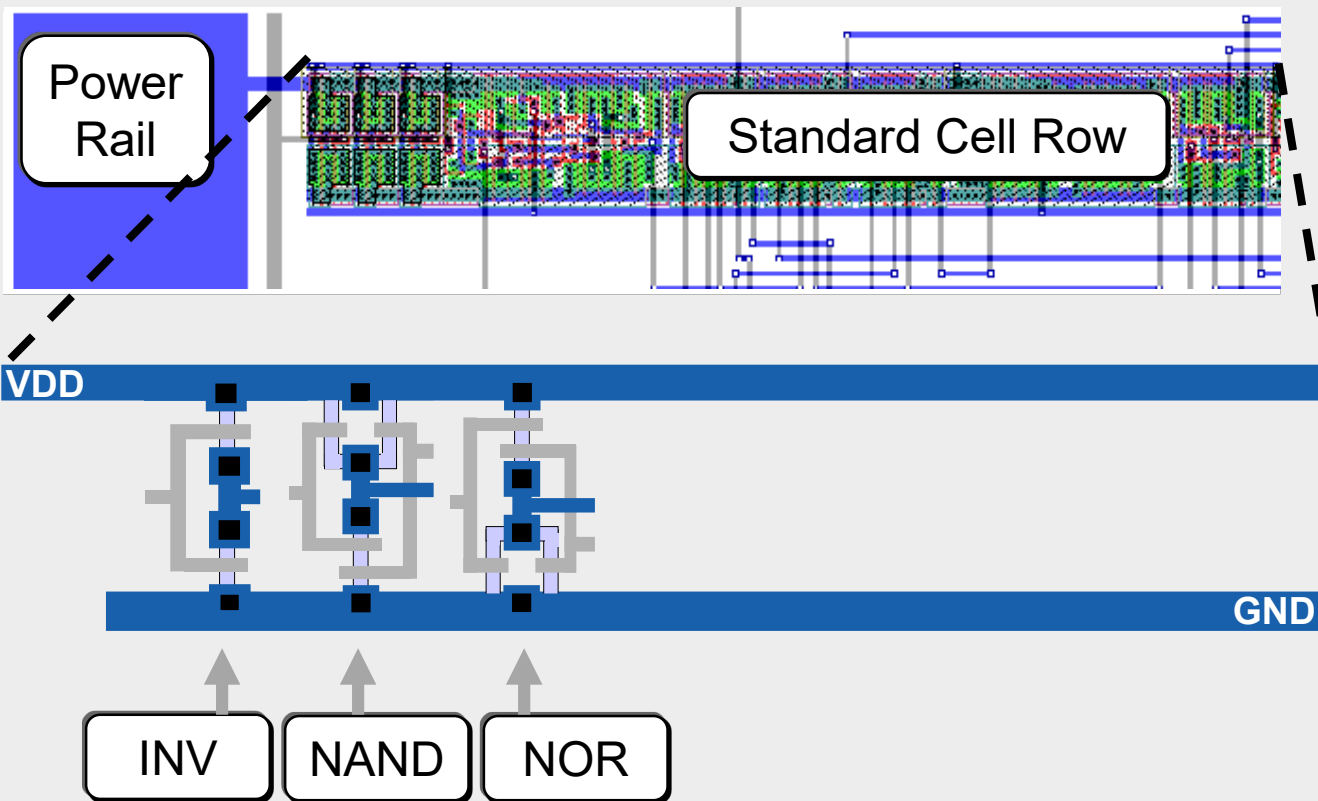 Power
Rail
Standard Cell Row
VDD
GND
INV
NAND
NOR